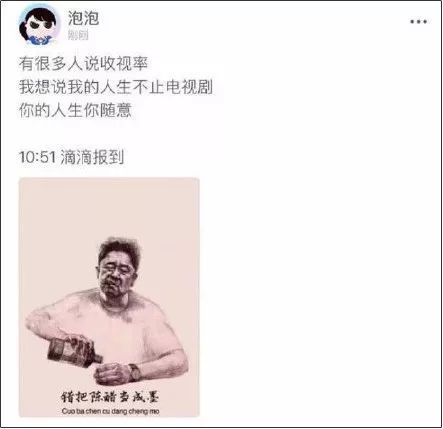 泡泡
刚刚
有很多人说收视率
我想说我的人生不止电视剧
你的人生你随意
10:51 滴滴报到
错把陈醋当成墨
Cuo ba chen cu dang cheng mo